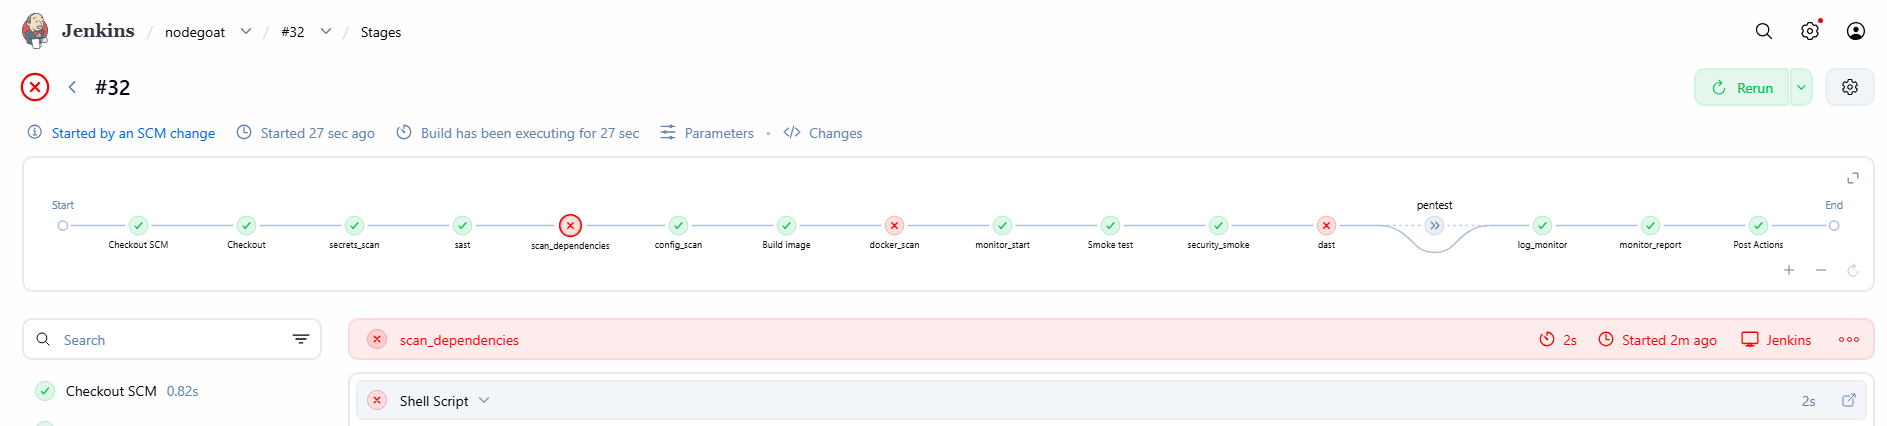 Jenkins / nodegoat / #32 / Stages
#32
Rerun
Started by an SCM change Started 27 sec ago Build has been executing for 27 sec Parameters • Changes
Start
pentest
End
Checkout SCM
Checkout
secrets_scan
sast
scan_dependencies
config_scan
Build image
docker_scan
monitor_start
Smoke test
security_smoke
dast
log_monitor
monitor_report
Post Actions
Search
scan_dependencies 2s Started 2m ago Jenkins
Checkout SCM 0.82s
Shell Script 2s